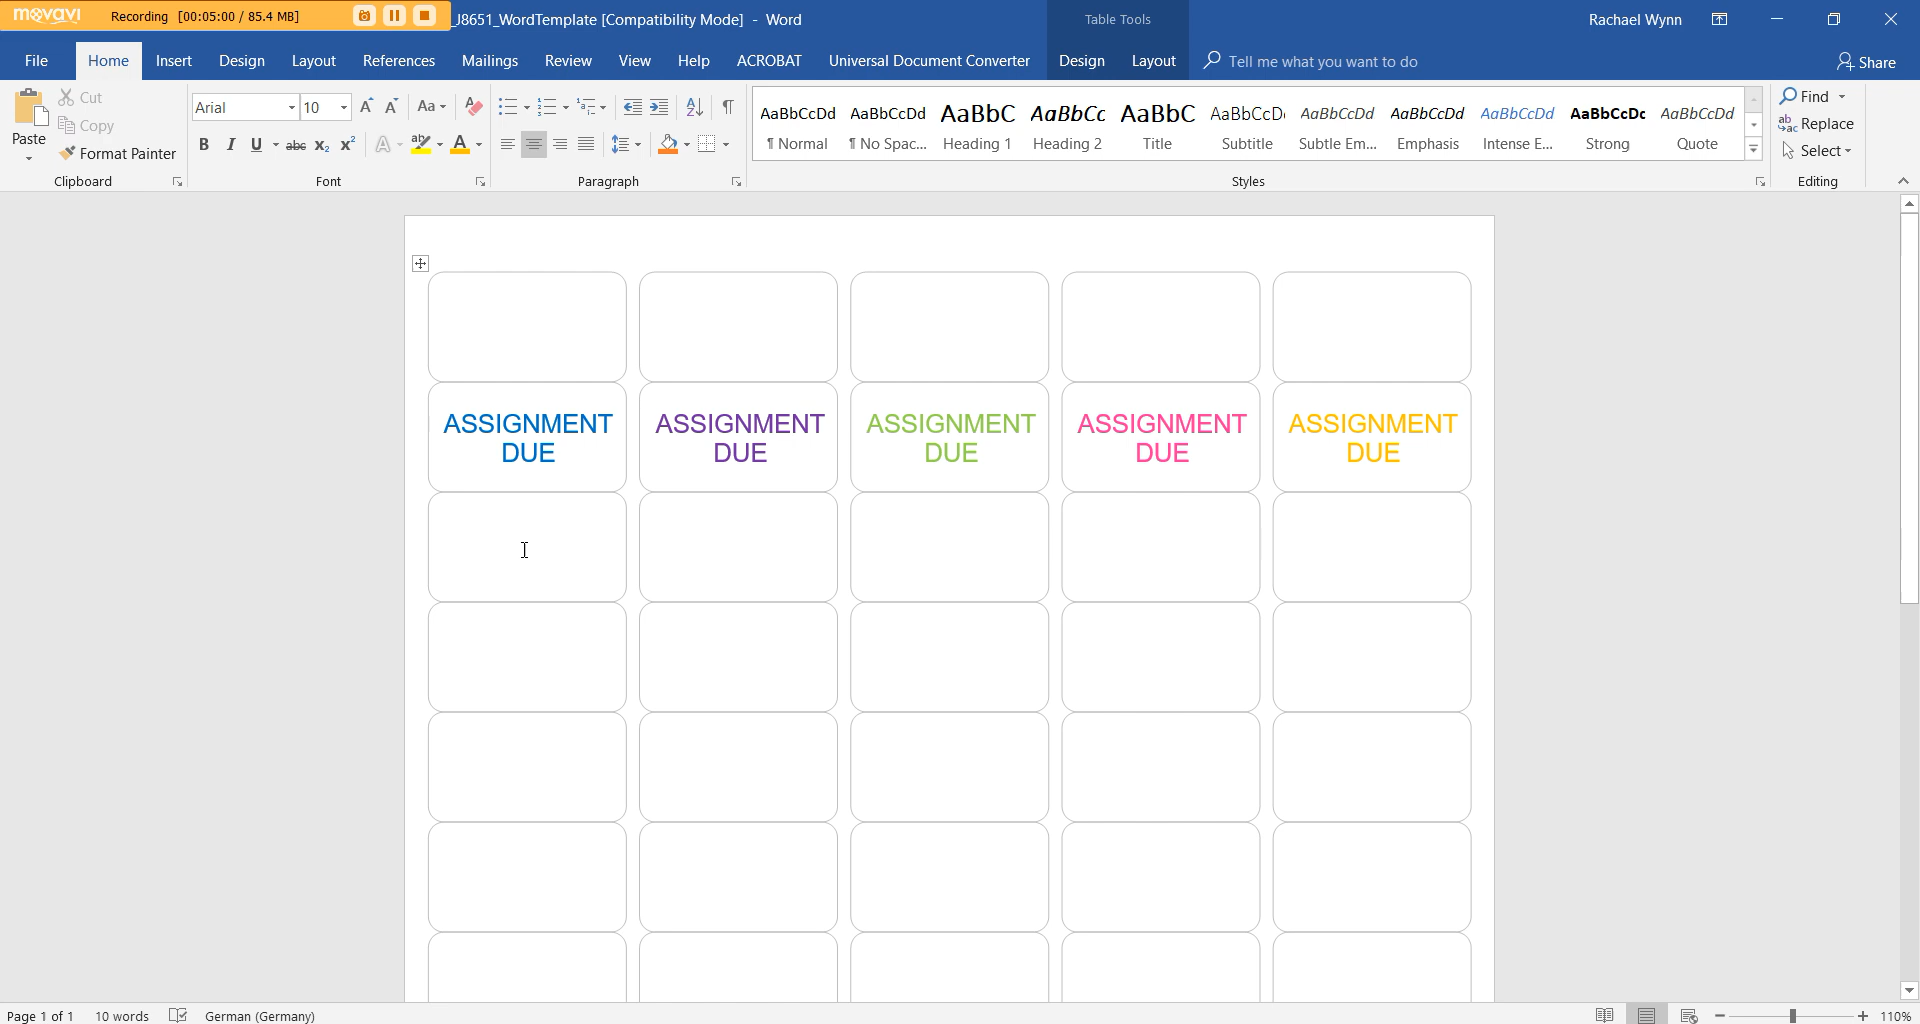 movavi Recording [00:05:00 / 85.4 MB] J8651_WordTemplate [Compatibility Mode] - Word Table Tools Rachael Wynn
File Home Insert Design Layout References Mailings Review View Help ACROBAT Universal Document Converter Design Layout Tell me what you want to do Share
Paste
Cut
Copy
Format Painter
Clipboard
Arial 10 Aa
B I U abc X₂ X² A aby A
Font
Paragraph
AaBbCcDd AaBbCcDd AaBbC AaBbCc AaBbC AaBbCcD AaBbCcDd AaBbCcDd AaBbCcDd AaBbCcDc AaBbCcDd
¶ Normal ¶ No Spac... Heading 1 Heading 2 Title Subtitle Subtle Em... Emphasis Intense E... Strong Quote
Styles
Find
Replace
Select
Editing
ASSIGNMENT
DUE
ASSIGNMENT
DUE
ASSIGNMENT
DUE
ASSIGNMENT
DUE
ASSIGNMENT
DUE
Page 1 of 1 10 words German (Germany) 110%